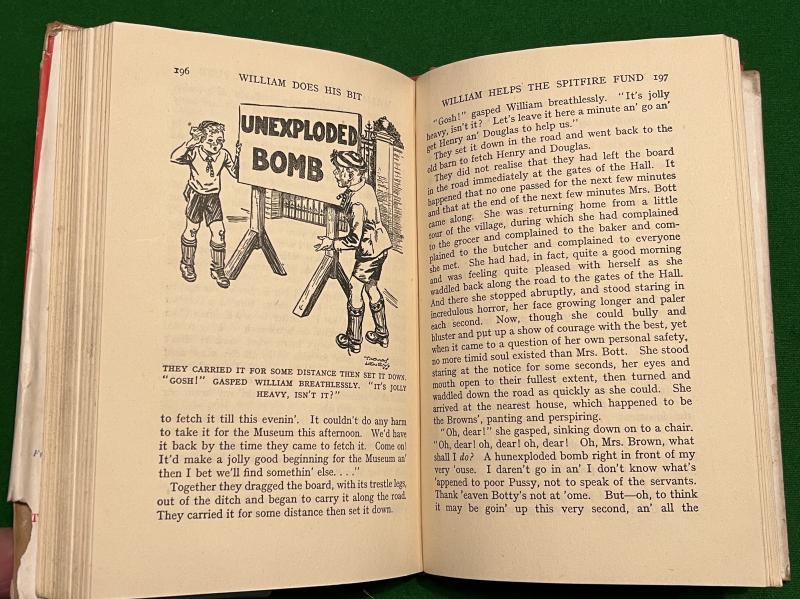 196
WILLIAM DOES HIS BIT
UNEXPLODED
BOMB
THOMAS
HENRY
THEY CARRIED IT FOR SOME DISTANCE THEN SET IT DOWN.
"GOSH!" GASPED WILLIAM BREATHLESSLY. "IT'S JOLLY
HEAVY, ISN'T IT?"
to fetch it till this evenin'. It couldn't do any harm
to take it for the Museum this afternoon. We'd have
it back by the time they came to fetch it. Come on!
It'd make a jolly good beginning for the Museum an'
then I bet we'll find somethin' else. . . ."
Together they dragged the board, with its trestle legs,
out of the ditch and began to carry it along the road.
They carried it for some distance then set it down.
WILLIAM HELPS THE SPITFIRE FUND 197
"Gosh!" gasped William breathlessly. "It's jolly
heavy, isn't it? Let's leave it here a minute an' go an'
get Henry an' Douglas to help us."
They set it down in the road and went back to the
old barn to fetch Henry and Douglas.
They did not realise that they had left the board
in the road immediately at the gates of the Hall. It
happened that no one passed for the next few minutes
and that at the end of the next few minutes Mrs. Bott
came along. She was returning home from a little
tour of the village, during which she had complained
to the grocer and complained to the baker and com-
plained to the butcher and complained to everyone
she met. She had had, in fact, quite a good morning
and was feeling quite pleased with herself as she
waddled back along the road to the gates of the Hall.
And there she stopped abruptly, and stood staring in
incredulous horror, her face growing longer and paler
each second. Now, though she could bully and
bluster and put up a show of courage with the best, yet
when it came to a question of her own personal safety,
no more timid soul existed than Mrs. Bott. She stood
staring at the notice for some seconds, her eyes and
mouth open to their fullest extent, then turned and
waddled down the road as quickly as she could. She
arrived at the nearest house, which happened to be
the Browns', panting and perspiring.
"Oh, dear!" she gasped, sinking down on to a chair.
"Oh, dear! oh, dear! oh, dear! Oh, Mrs. Brown, what
shall I do? A hunexploded bomb right in front of my
very 'ouse. I daren't go in an' I don't know what's
'appened to poor Pussy, not to speak of the servants.
Thank 'eaven Botty's not at 'ome. But—oh, to think
it may be goin' up this very second, an' all the